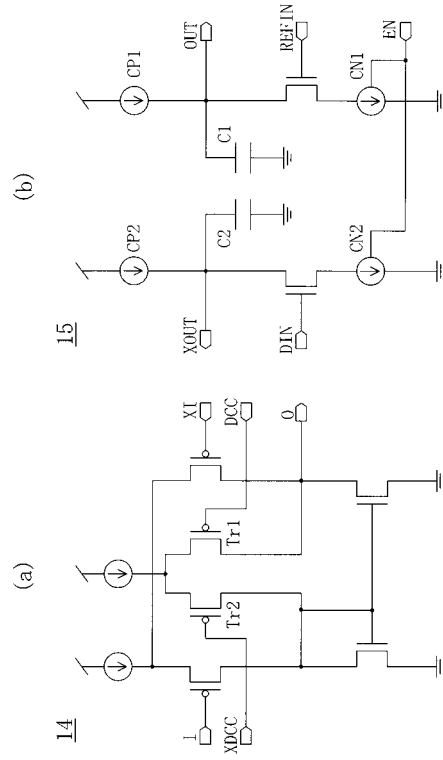 (a)
14
I
XDCC
Tr2
Tr1
XI
DCC
O
(b)
15
CP2
CP1
XOUT
OUT
C2
C1
DIN
REFIN
CN2
CN1
EN